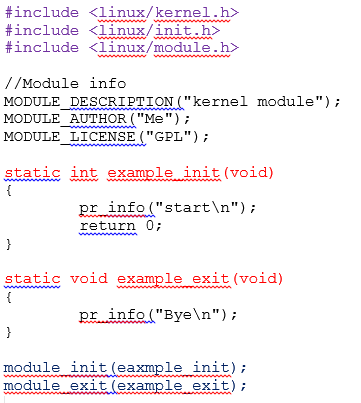 #include <linux/kernel.h>
#include <linux/init.h>
#include <linux/module.h>
//Module info
MODULE_DESCRIPTION("kernel module");
MODULE_AUTHOR("Me");
MODULE_LICENSE("GPL");
static int example_init(void)
{
pr_info("start\n");
return 0;
}
static void example_exit(void)
{
pr_info("Bye\n");
}
module_init(eaxmple_init);
module_exit(example_exit);